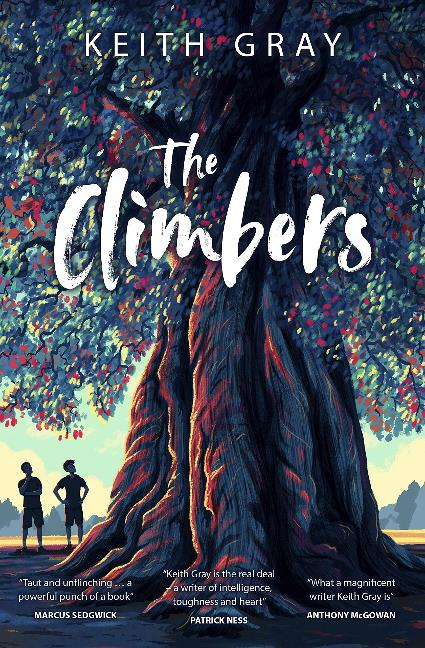 KEITH GRAY
The
Climbers
"Taut and unflinching ... a
powerful punch of a book"
MARCUS SEDGWICK
"Keith Gray is the real deal
– a writer of intelligence,
toughness and heart"
PATRICK NESS
"What a magnificent
writer Keith Gray is"
ANTHONY McGOWAN